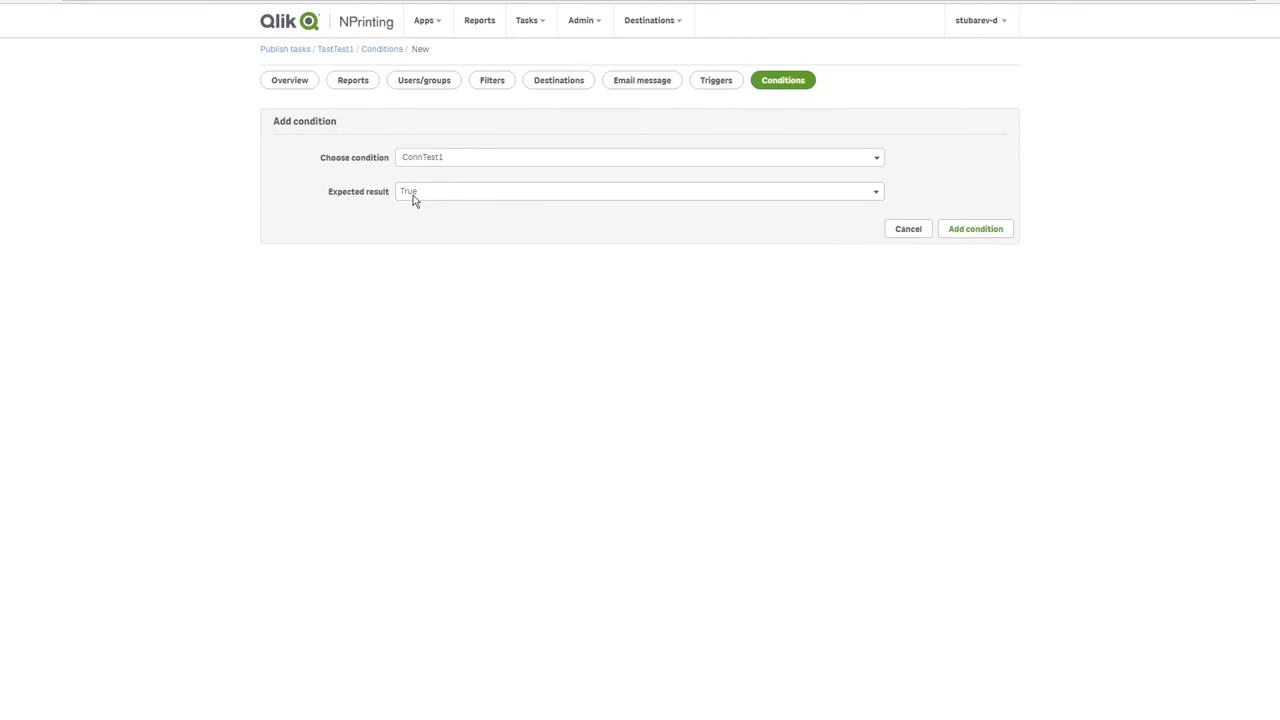 Qlik NPrinting Apps Reports Tasks Admin Destinations stubarev-d
Publish tasks / TastTest1 / Conditions / New
Overview Reports Users/groups Filters Destinations Email message Triggers Conditions
Add condition
Choose condition ConnTest1
Expected result True
Cancel Add condition